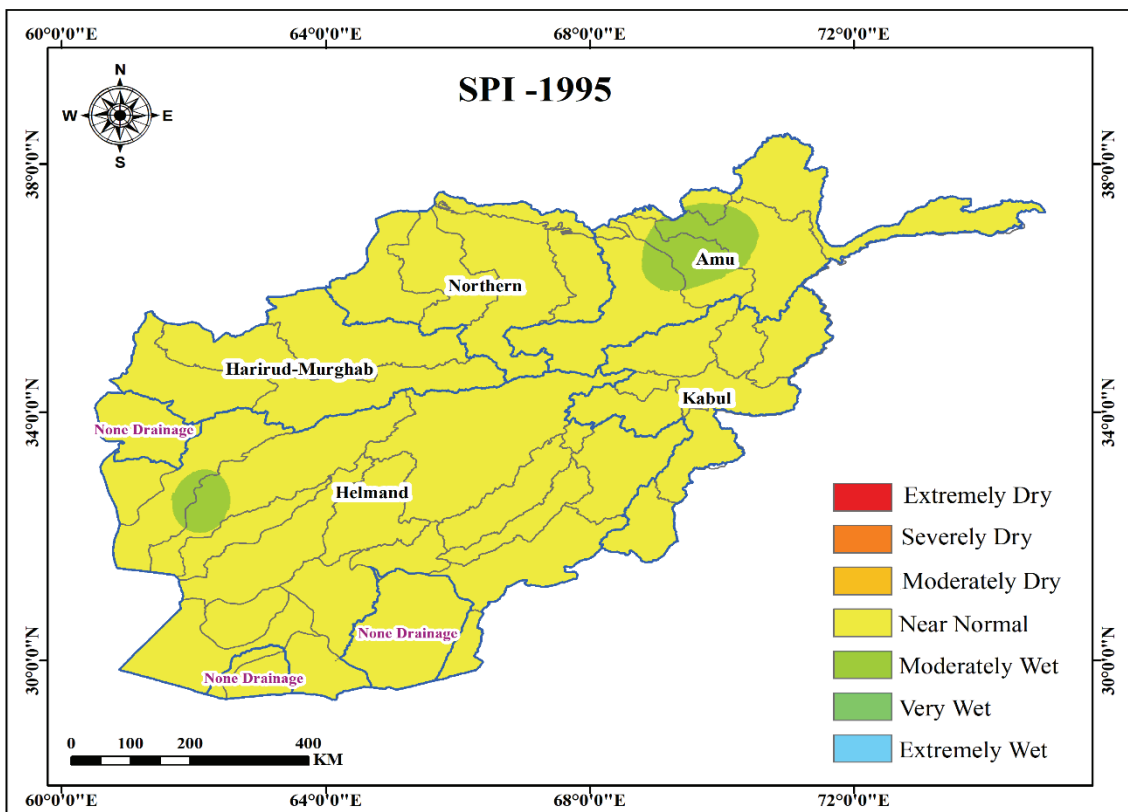 60°0'0"E 64°0'0"E 68°0'0"E 72°0'0"E
SPI -1995
N
W E
S
38°0'0"N 38°0'0"N
Amu
Northern
Harirud-Murghab
Kabul
34°0'0"N 34°0'0"N
None Drainage
Helmand
Extremely Dry
Severely Dry
Moderately Dry
Near Normal
None Drainage
30°0'0"N 30°0'0"N
Moderately Wet
None Drainage
Very Wet
Extremely Wet
0 100 200 400
KM
60°0'0"E 64°0'0"E 68°0'0"E 72°0'0"E